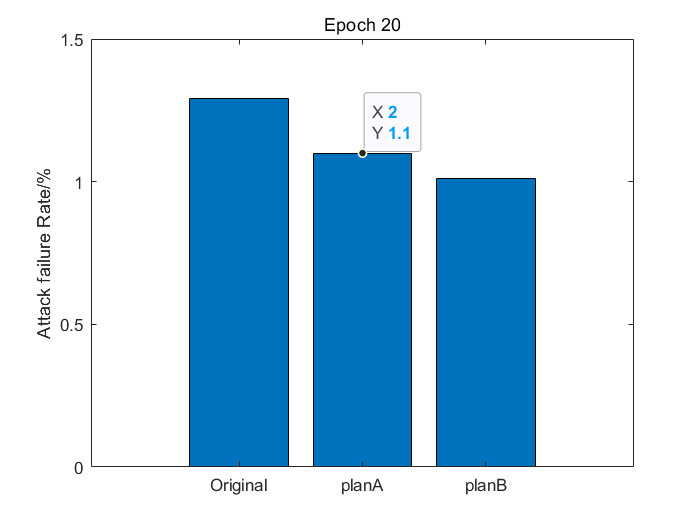 Epoch 20
1.5
1
0.5
0
Attack failure Rate/%
X 2
Y 1.1
Original
planA
planB